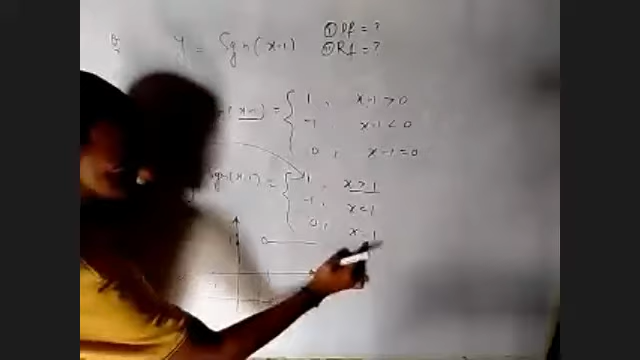 Q. y = Sgn(x-1) ① Df = ?
② Rf = ?
(x-1) = { 1, x-1 > 0
-1 x-1 < 0
0, x-1 = 0
Sgn(x-1) = { 1, x > 1
-1, x < 1
0, x = 1
1